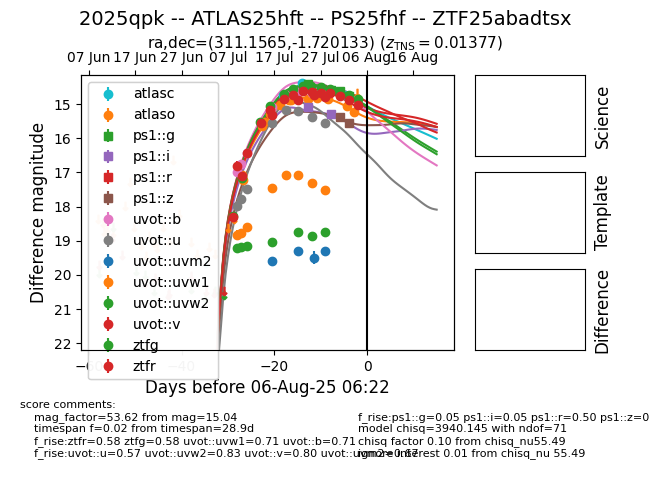 2025qpk -- ATLAS25hft -- PS25fhf -- ZTF25abadtsx
ra,dec=(311.1565,-1.720133) (zTNS = 0.01377)
07 Jun 17 Jun 27 Jun 07 Jul 17 Jul 27 Jul 06 Aug 16 Aug
Difference magnitude
15
16
17
18
19
20
21
22
atlasc
atlaso
ps1::g
ps1::i
ps1::r
ps1::z
uvot::b
uvot::u
uvot::uvm2
uvot::uvw1
uvot::uvw2
uvot::v
ztfg
ztfr
−20 0
Days before 06-Aug-25 06:22
Science
Template
Difference
score comments:
mag_factor=53.62 from mag=15.04
timespan f=0.02 from timespan=28.9d
f_rise:ztfr=0.58 ztfg=0.58 uvot::uvw1=0.71 uvot::b=0.71
f_rise:uvot::u=0.57 uvot::uvw2=0.83 uvot::v=0.80 uvot::uvm2=0.67
f_rise:ps1::g=0.05 ps1::i=0.05 ps1::r=0.50 ps1::z=0
model chisq=3940.145 with ndof=71
chisq factor 0.10 from chisq_nu55.49
interest 0.01 from chisq_nu 55.49